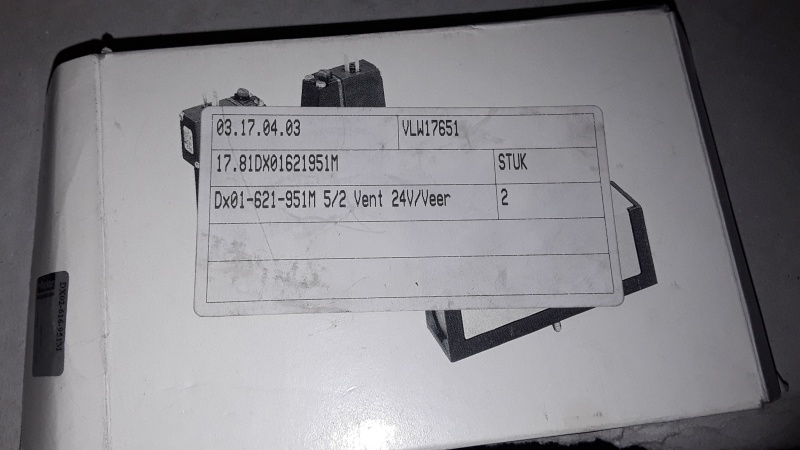 03.17.04.03 VLW17651
17.81DX01621951M STUK
Dx01-621-951M 5/2 Vent 24V/Veer 2